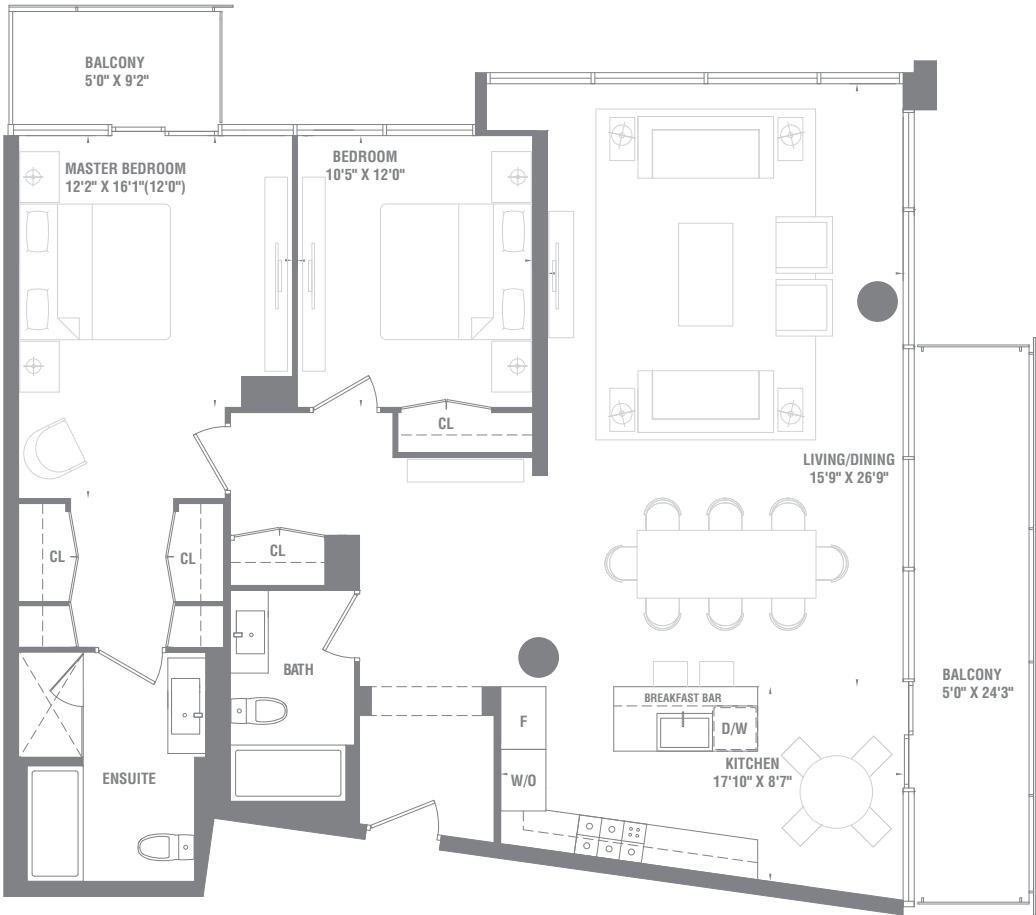 BALCONY
5'0" X 9'2"
MASTER BEDROOM
12'2" X 16'1"(12'0")
BEDROOM
10'5" X 12'0"
CL
LIVING/DINING
15'9" X 26'9"
CL
CL
CL
BATH
BALCONY
5'0" X 24'3"
BREAKFAST BAR
F
D/W
KITCHEN
17'10" X 8'7"
W/O
ENSUITE